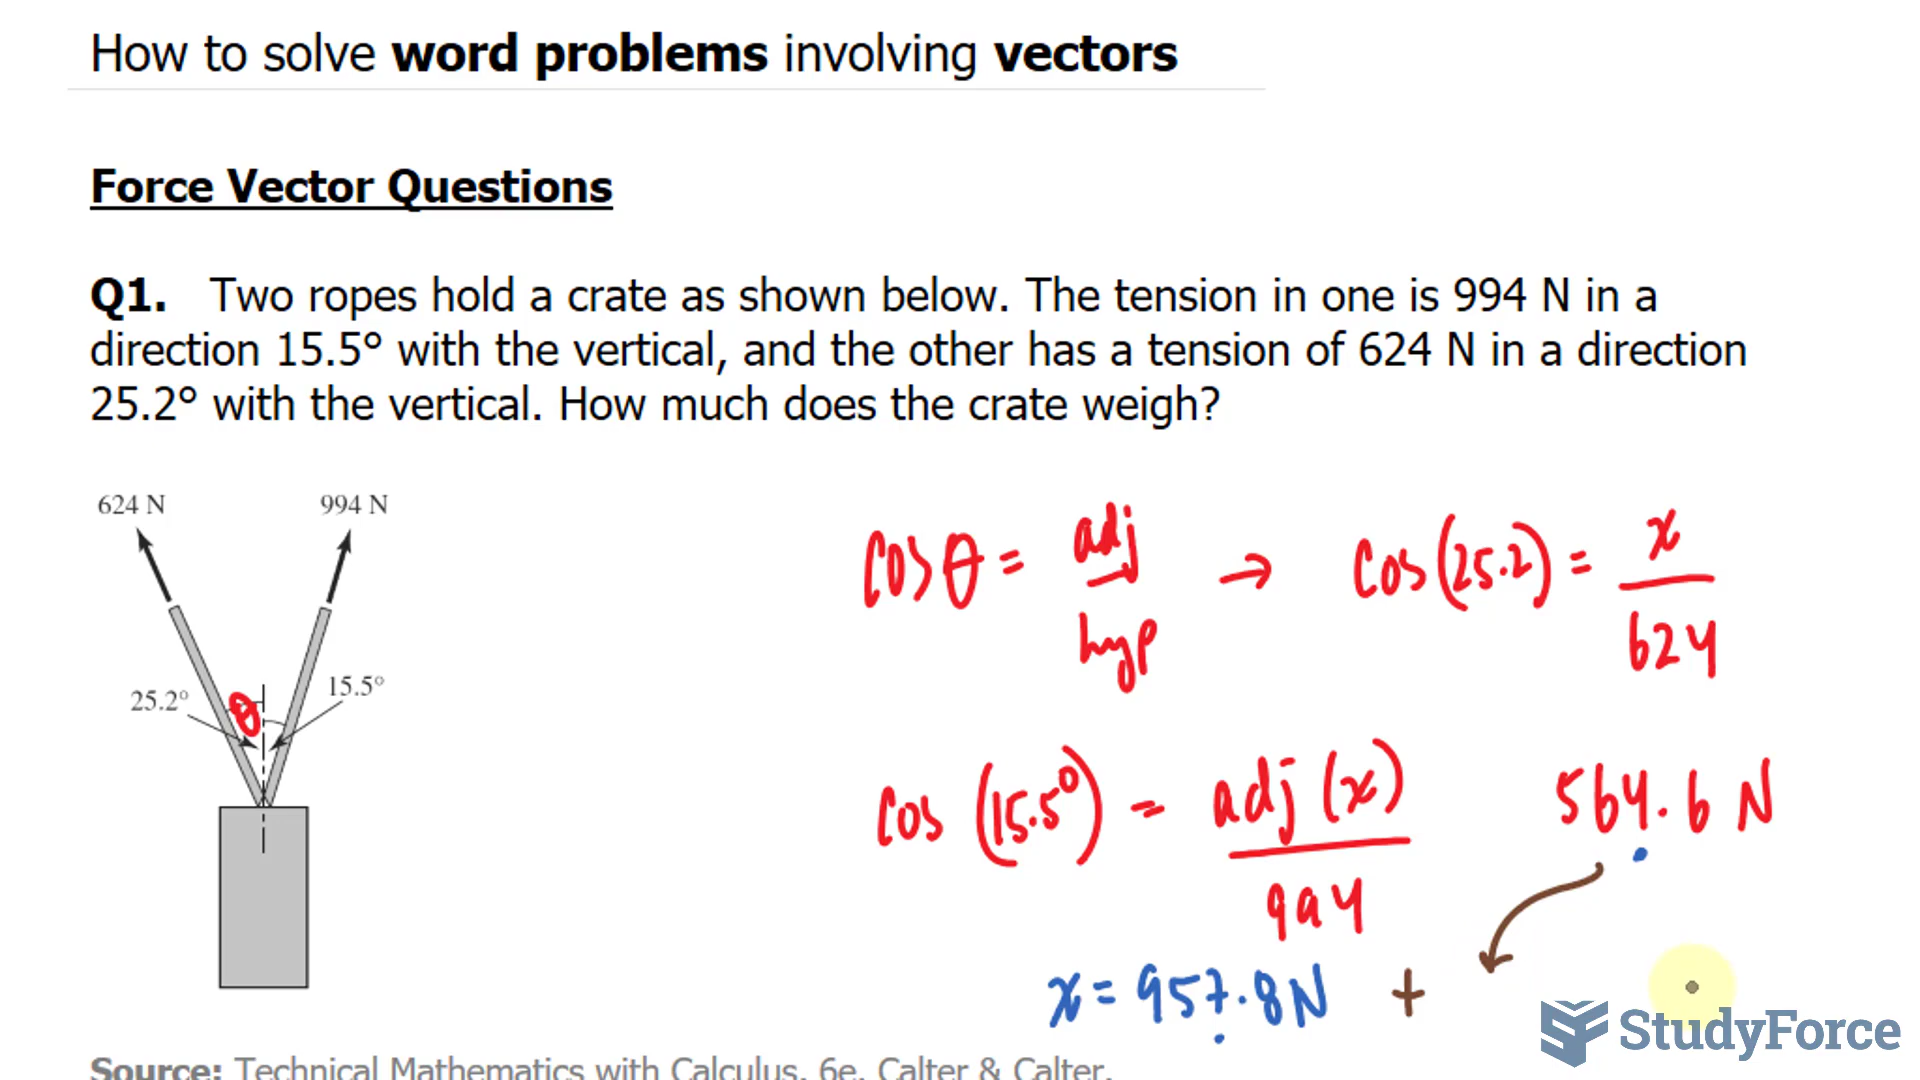 How to solve word problems involving vectors
Force Vector Questions
Q1. Two ropes hold a crate as shown below. The tension in one is 994 N in a
direction 15.5° with the vertical, and the other has a tension of 624 N in a direction
25.2° with the vertical. How much does the crate weigh?
624 N
994 N
25.2°
θ
15.5°
Cosθ = adj / hyp → Cos(25.2) = x / 624
Cos (15.5°) = adj (x) / 994
564.6 N
x = 957.8N +
StudyForce
Source: Technical Mathematics with Calculus, 6e, Calter & Calter.